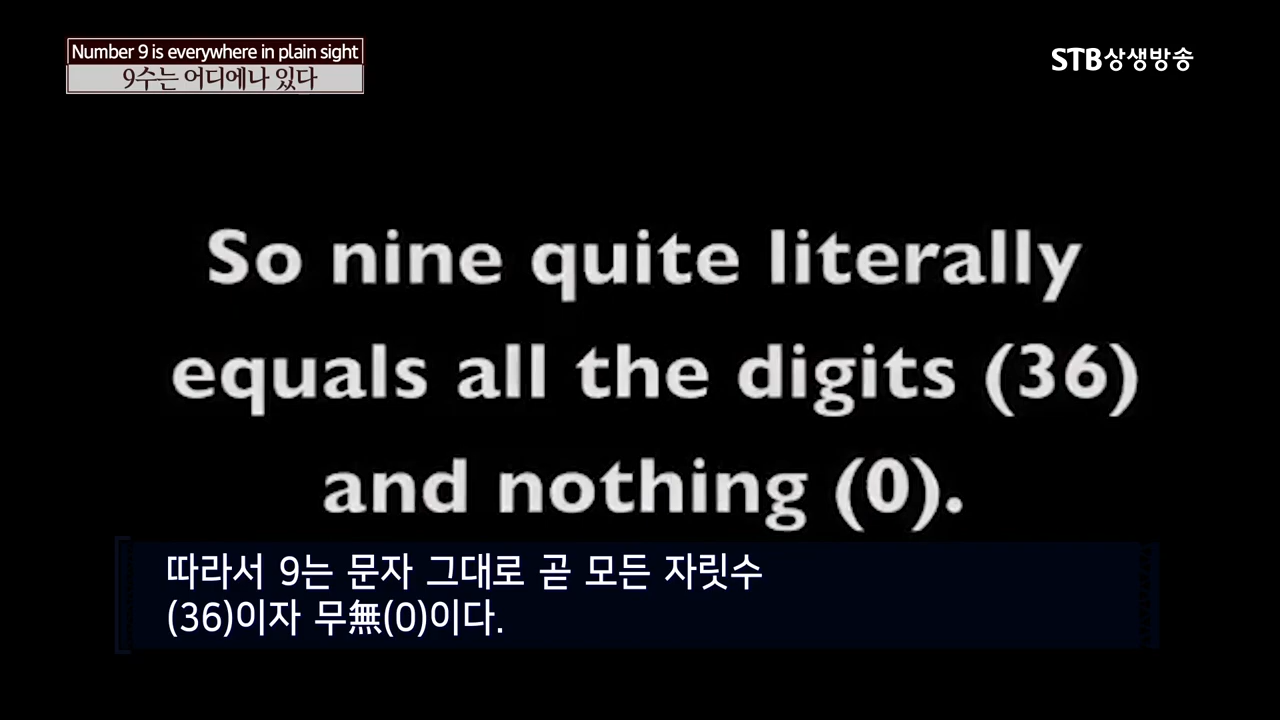 Number 9 is everywhere in plain sight
9수는 어디에나 있다
STB상생방송
So nine quite literally
equals all the digits (36)
and nothing (0).
따라서 9는 문자 그대로 곧 모든 자릿수
(36)이자 무無(0)이다.